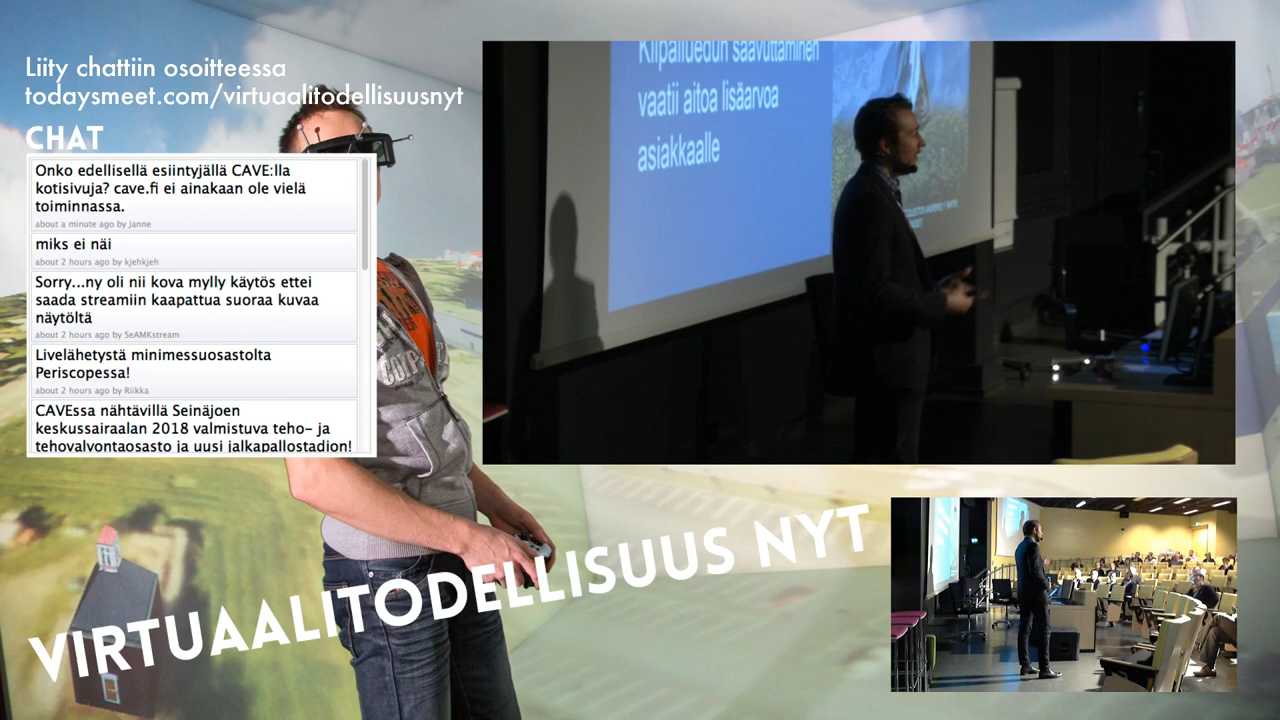 Liity chattiin osoitteessa
todaysmeet.com/virtuaalitodellisuusnyt
CHAT
Onko edellisellä esiintyjällä CAVE:lla
kotisivuja? cave.fi ei ainakaan ole vielä
toiminnassa.
about a minute ago by Janne
miks ei näi
about 2 hours ago by kjehkjeh
Sorry...ny oli nii kova mylly käytös ettei
saada streamiin kaapattua suoraa kuvaa
näytöltä
about 2 hours ago by SeAMKstream
Livelähetystä minimessuosastolta
Periscopessa!
about 2 hours ago by Riikka
CAVEssa nähtävillä Seinäjoen
keskussairaalan 2018 valmistuva teho- ja
tehovalvontaosasto ja uusi jalkapallostadion!
Kilpailuedun saavuttaminen
vaatii aitoa lisäarvoa
asiakkaalle
VIRTUAALITODELLISUUS NYT